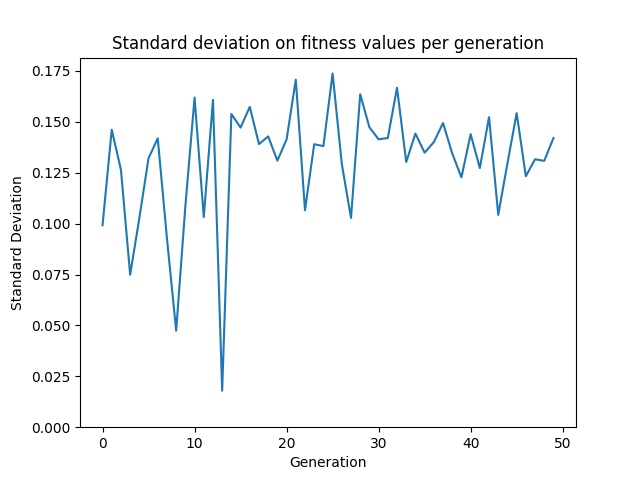 Standard deviation on fitness values per generation
0.175
0.150
0.125
0.100
0.075
0.050
0.025
0.000
Standard Deviation
0 10 20 30 40 50
Generation